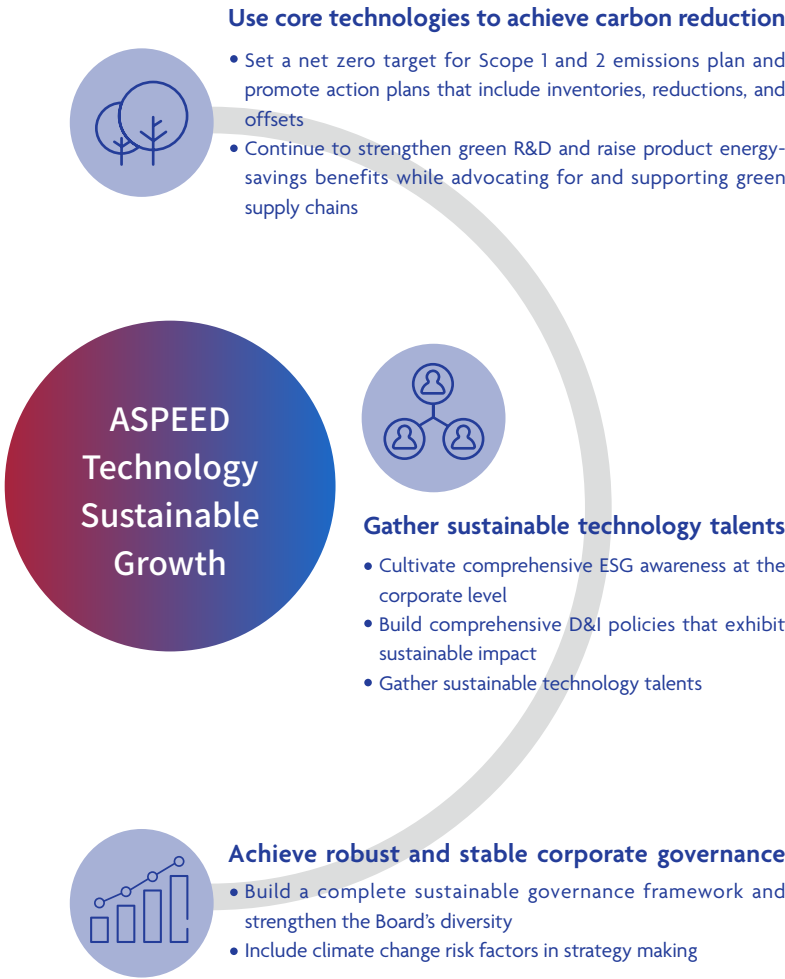 Use core technologies to achieve carbon reduction
• Set a net zero target for Scope 1 and 2 emissions plan and
promote action plans that include inventories, reductions, and
offsets
• Continue to strengthen green R&D and raise product energy-
savings benefits while advocating for and supporting green
supply chains
ASPEED
Technology
Sustainable
Growth
Gather sustainable technology talents
• Cultivate comprehensive ESG awareness at the
corporate level
• Build comprehensive D&I policies that exhibit
sustainable impact
• Gather sustainable technology talents
Achieve robust and stable corporate governance
• Build a complete sustainable governance framework and
strengthen the Board's diversity
• Include climate change risk factors in strategy making